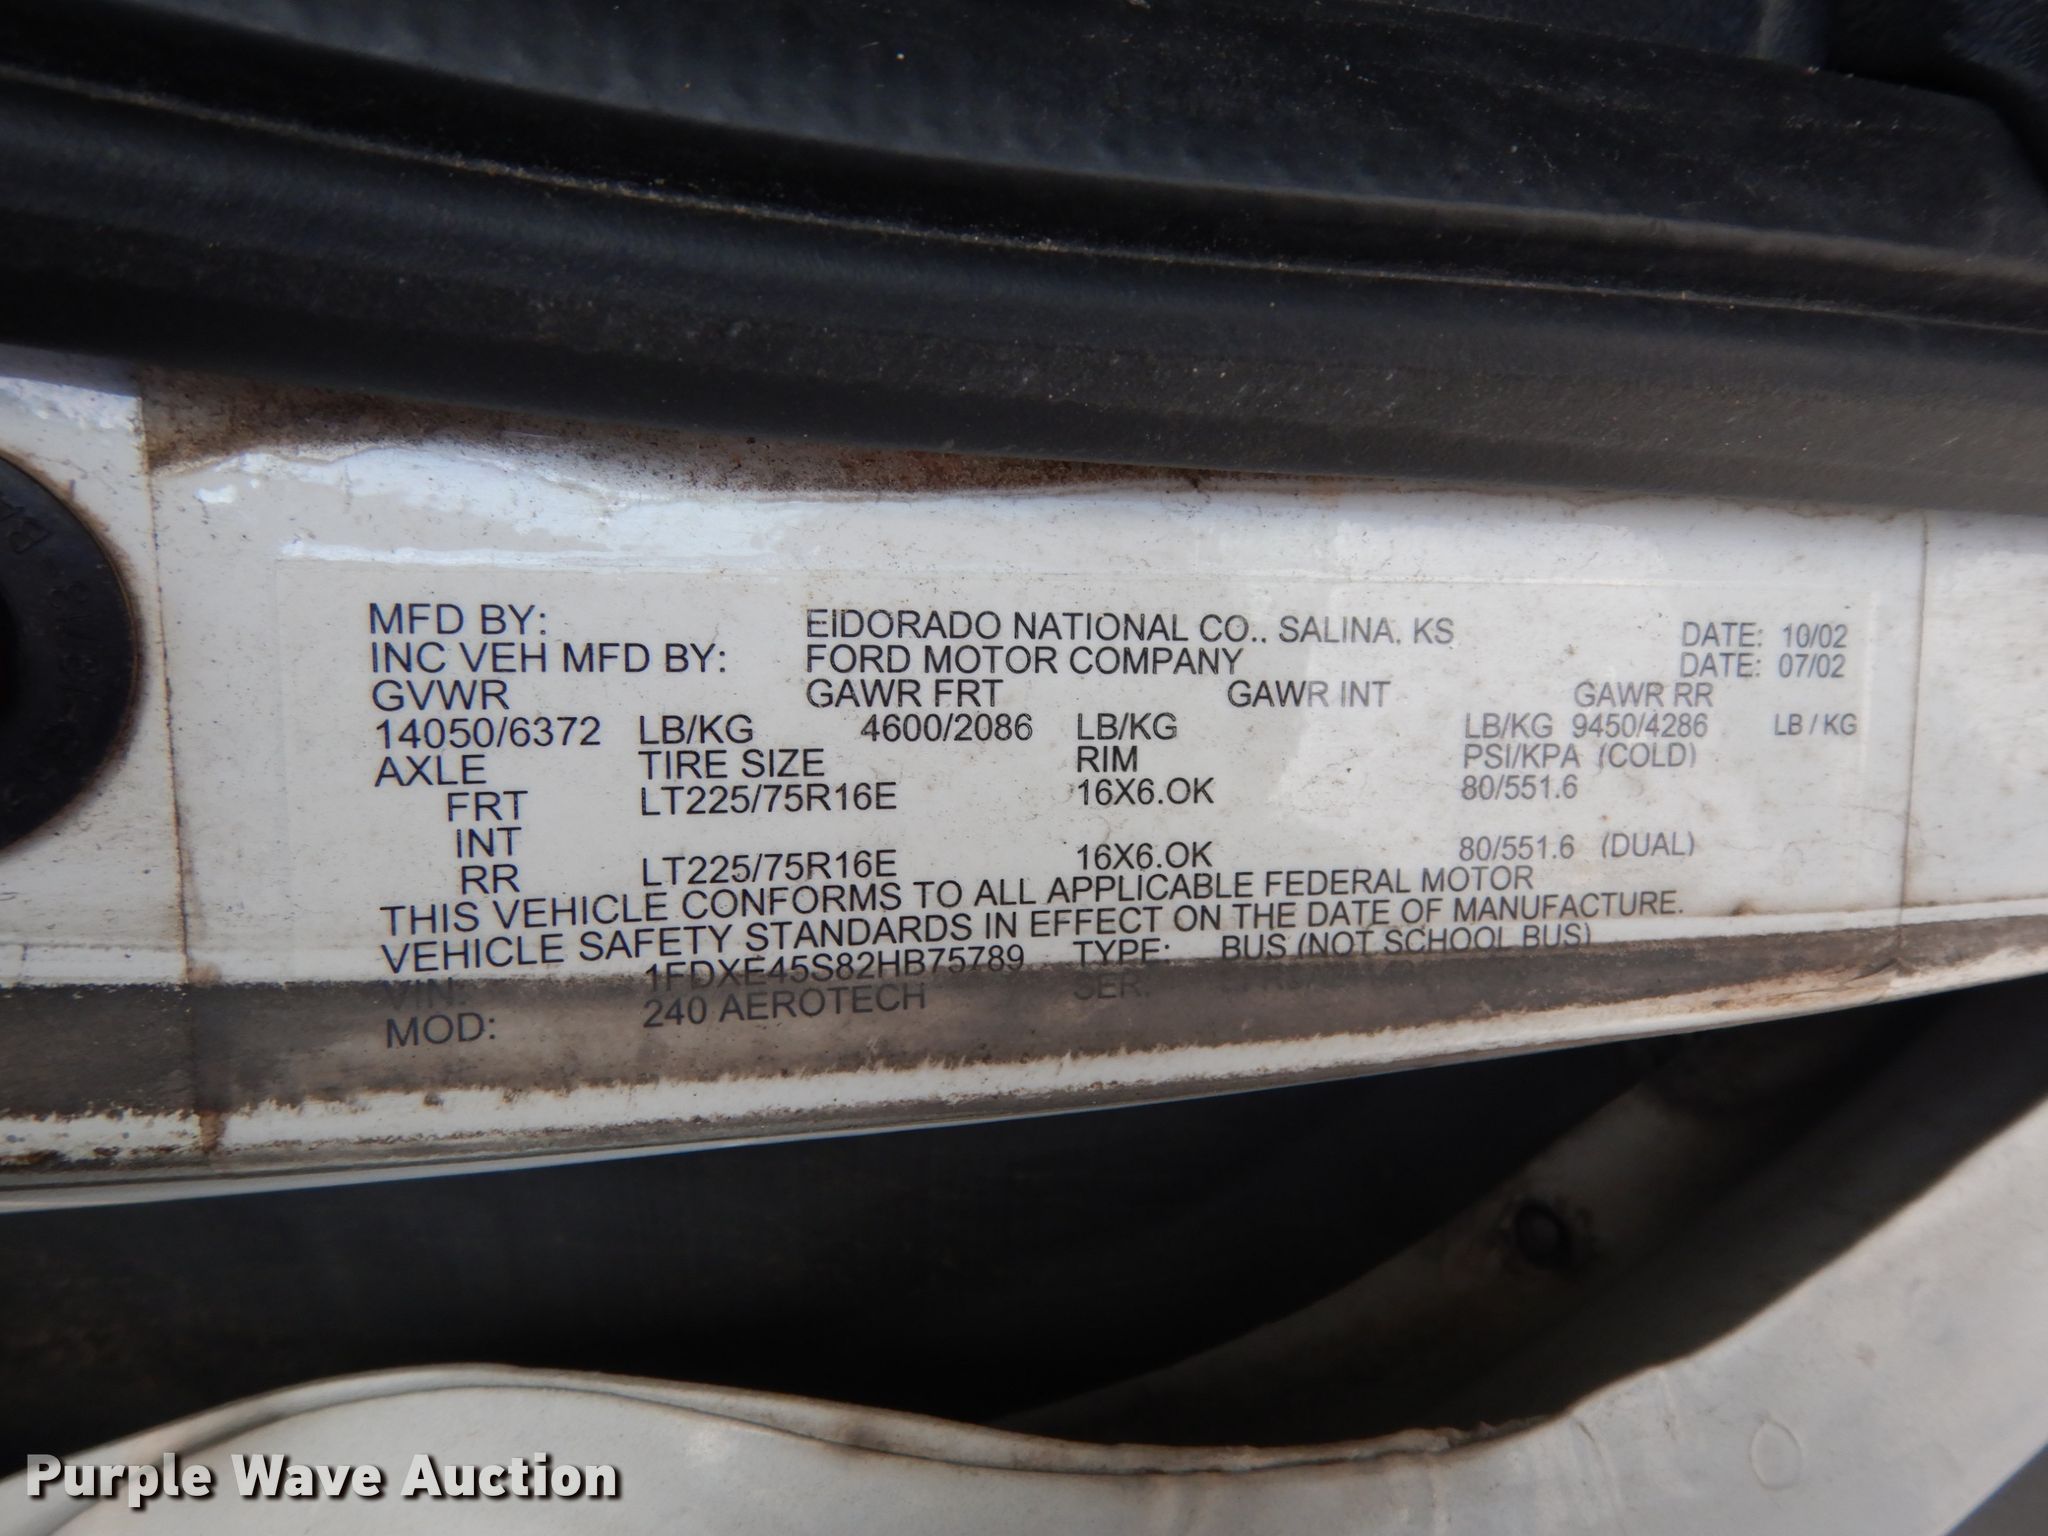 MFD BY: EIDORADO NATIONAL CO., SALINA, KS DATE: 10/02
INC VEH MFD BY: FORD MOTOR COMPANY DATE: 07/02
GVWR GAWR FRT GAWR INT GAWR RR
14050/6372 LB/KG 4600/2086 LB/KG LB/KG 9450/4286 LB / KG
AXLE TIRE SIZE RIM PSI/KPA (COLD)
FRT LT225/75R16E 16X6.OK 80/551.6
INT
RR LT225/75R16E 16X6.OK 80/551.6 (DUAL)
THIS VEHICLE CONFORMS TO ALL APPLICABLE FEDERAL MOTOR
VEHICLE SAFETY STANDARDS IN EFFECT ON THE DATE OF MANUFACTURE.
VIN: 1FDXE45S82HB75789 TYPE: BUS (NOT SCHOOL BUS)
MOD: 240 AEROTECH SER:
Purple Wave Auction